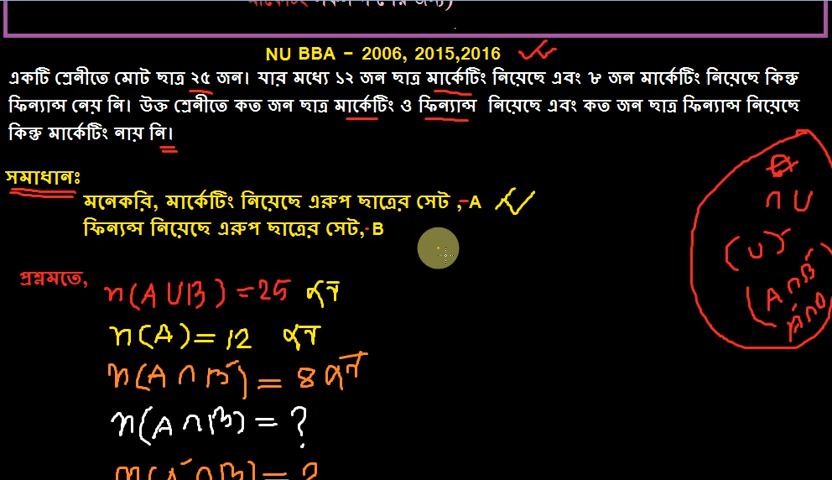 NU BBA – 2006, 2015,2016
একটি শ্রেনীতে মোট ছাত্র ২৫ জন। যার মধ্যে ১২ জন ছাত্র মার্কেটিং নিয়েছে এবং ৮ জন মার্কেটিং নিয়েছে কিন্তু
ফিন্যান্স নেয় নি। উক্ত শ্রেনীতে কত জন ছাত্র মার্কেটিং ও ফিন্যান্স নিয়েছে এবং কত জন ছাত্র ফিন্যান্স নিয়েছে
কিন্তু মার্কেটিং নায় নি।
সমাধানঃ
মনেকরি, মার্কেটিং নিয়েছে এরুপ ছাত্রের সেট ,-A
ফিন্যন্স নিয়েছে এরুপ ছাত্রের সেট,- B
∩ U
(U)′
(A∩B′
প্রশ্নমতে,
n(A∪B) = 25 জন
n(A) = 12 জন
n(A∩B′) = 8 জন
n(A∩B) = ?
n(A′∩B) = ?